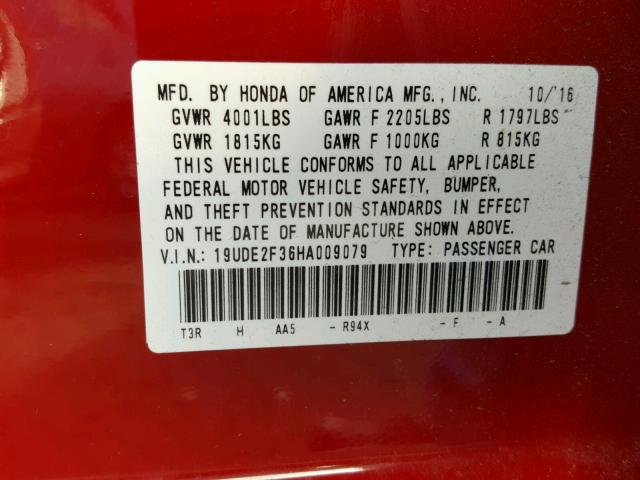 MFD. BY HONDA OF AMERICA MFG., INC. 10/'16
GVWR 4001LBS GAWR F 2205LBS R 1797LBS
GVWR 1815KG GAWR F 1000KG R 815KG
THIS VEHICLE CONFORMS TO ALL APPLICABLE
FEDERAL MOTOR VEHICLE SAFETY, BUMPER,
AND THEFT PREVENTION STANDARDS IN EFFECT
ON THE DATE OF MANUFACTURE SHOWN ABOVE.
V.I.N.: 19UDE2F36HA009079 TYPE: PASSENGER CAR
T3R H AA5 - R94X - F - A